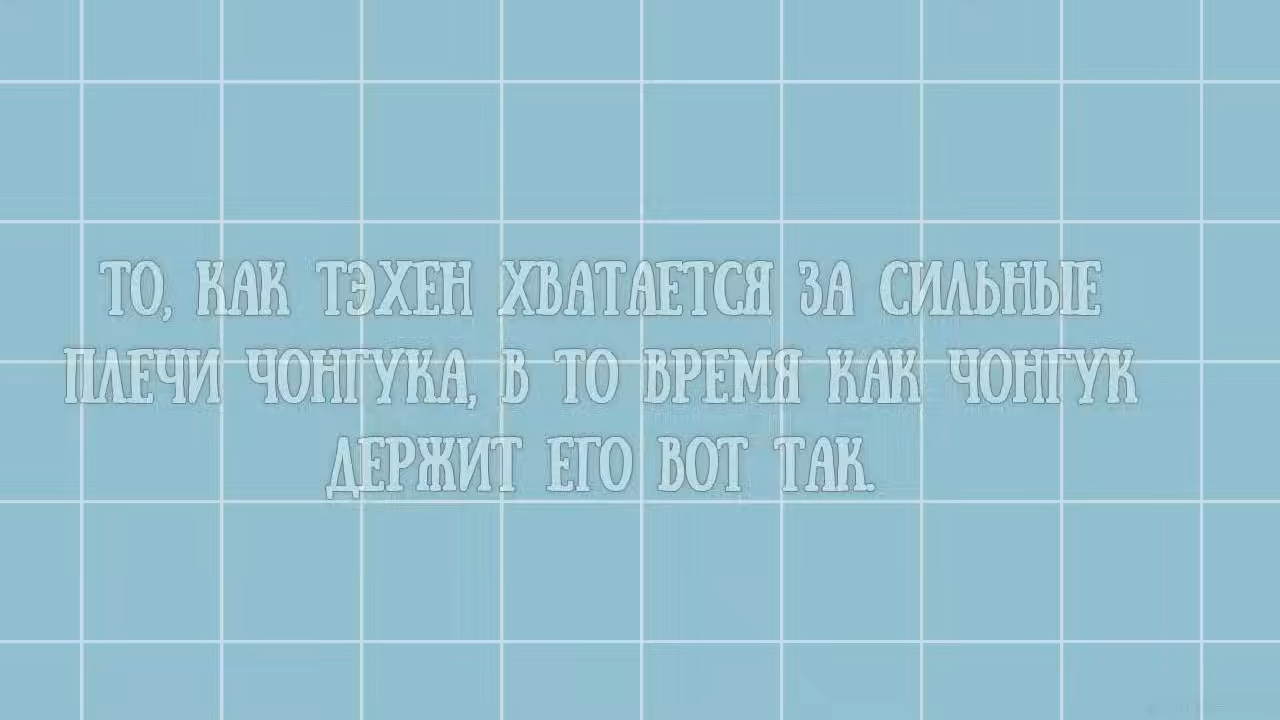 ТО, КАК ТЭХЕН ХВАТАЕТСЯ ЗА СИЛЬНЫЕ
ПЛЕЧИ ЧОНГУКА, В ТО ВРЕМЯ КАК ЧОНГУК
ДЕРЖИТ ЕГО ВОТ ТАК.